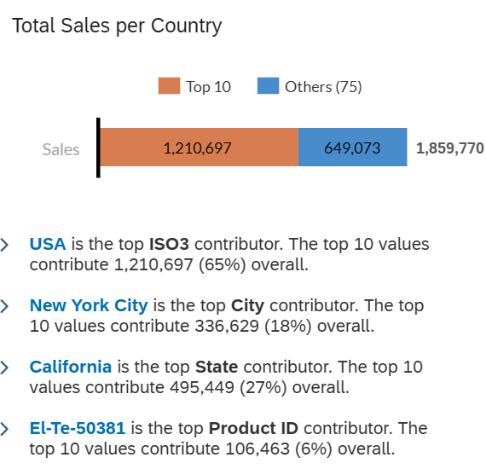 Total Sales per Country
Top 10 Others (75)
Sales 1,210,697 649,073 1,859,770
USA is the top ISO3 contributor. The top 10 values
contribute 1,210,697 (65%) overall.
New York City is the top City contributor. The top
10 values contribute 336,629 (18%) overall.
California is the top State contributor. The top 10
values contribute 495,449 (27%) overall.
El-Te-50381 is the top Product ID contributor. The
top 10 values contribute 106,463 (6%) overall.